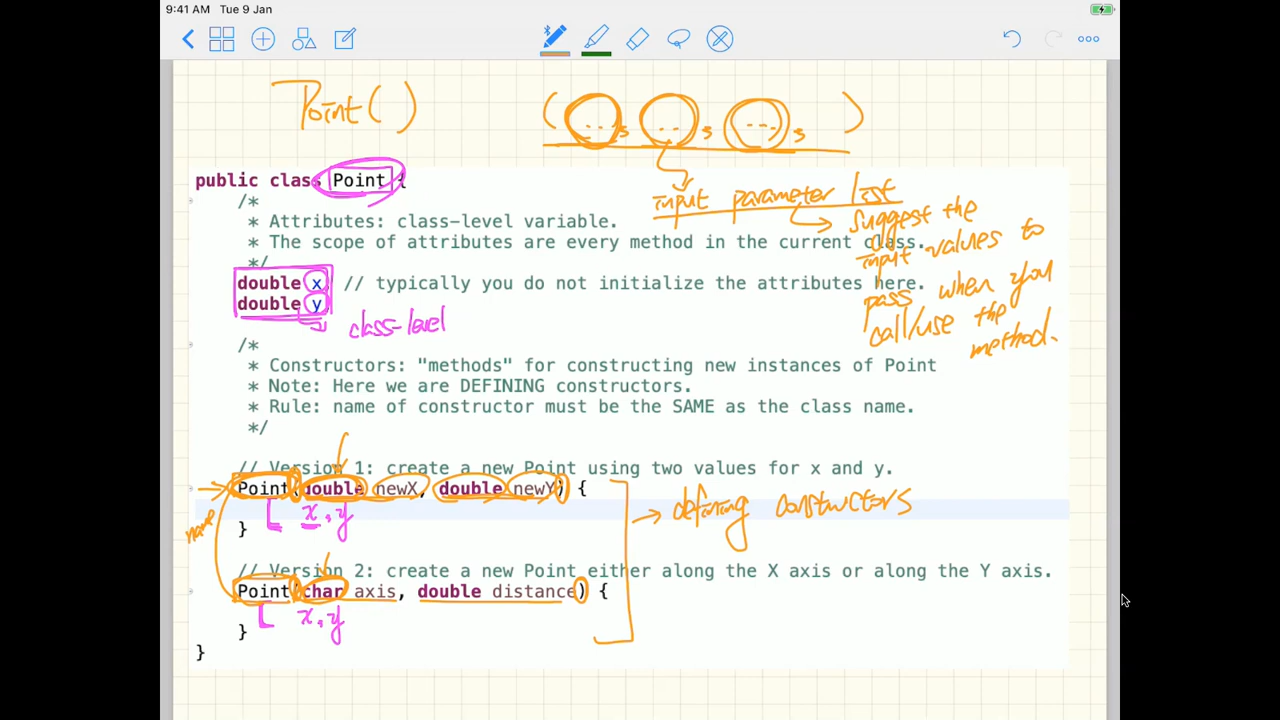 9:41 AM Tue 9 Jan
Point( )
( ... , ... , ... , )
input parameter list
suggest the
input values to
pass when you
call/use the
method.
public class Point {
/*
* Attributes: class-level variable.
* The scope of attributes are every method in the current class.
*/
double x // typically you do not initialize the attributes here.
double y
class-level
/*
* Constructors: "methods" for constructing new instances of Point
* Note: Here we are DEFINING constructors.
* Rule: name of constructor must be the SAME as the class name.
*/
// Version 1: create a new Point using two values for x and y.
Point(double newX, double newY) {
x, y
}
name
defining constructors
// Version 2: create a new Point either along the X axis or along the Y axis.
Point(char axis, double distance) {
x, y
}
}